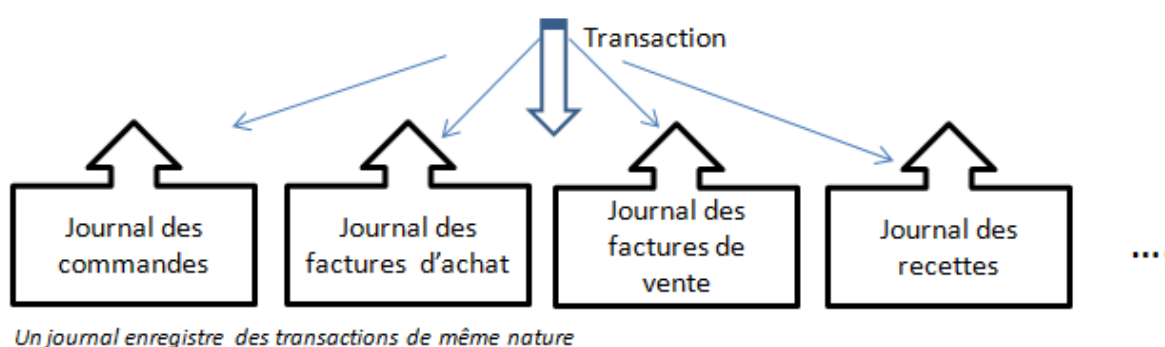 Transaction
Journal des
commandes
Journal des
factures d'achat
Journal des
factures de
vente
Journal des
recettes
....
Un journal enregistre des transactions de même nature